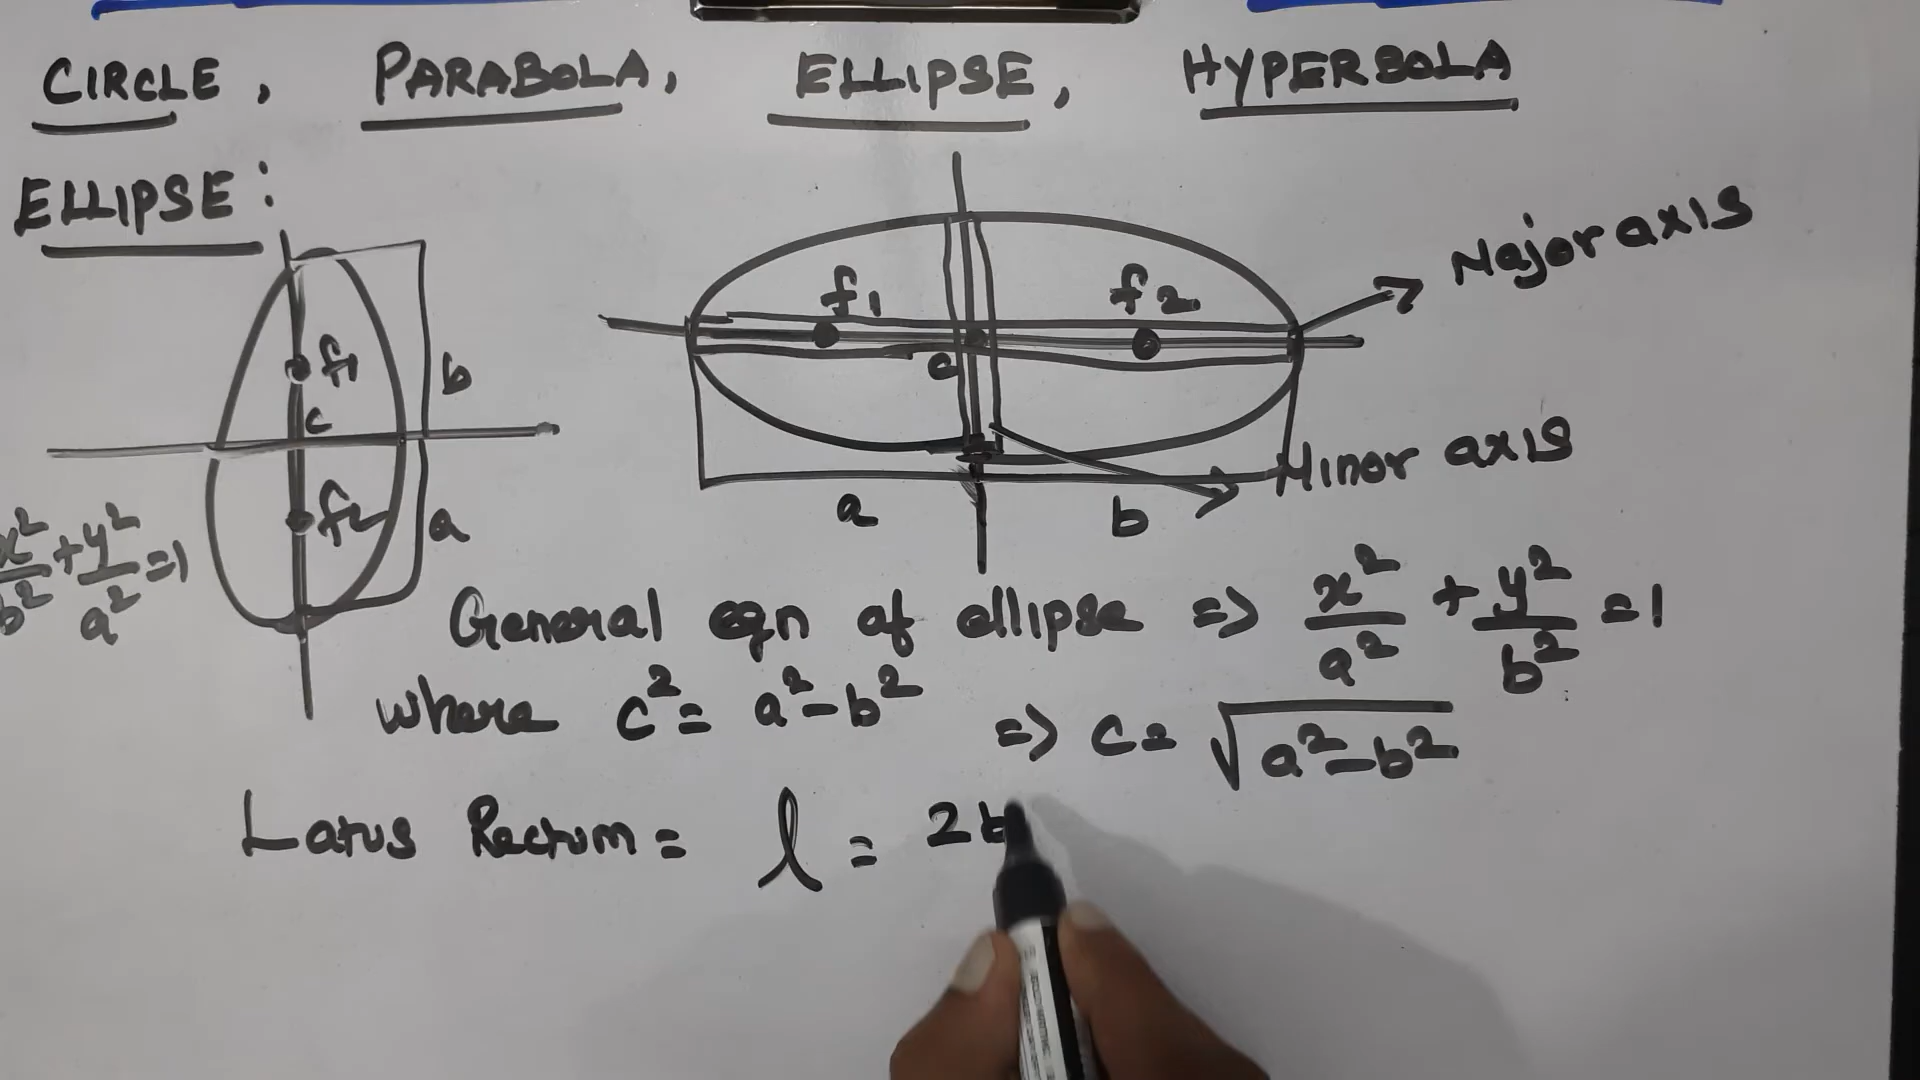 CIRCLE, PARABOLA, ELLIPSE, HYPERBOLA
ELLIPSE:
Major axis
f1 f2
c
f1
b
c
Minor axis
f2
a
a b
x²/b² + y²/a² = 1
General eqn of ellipse => x²/a² + y²/b² = 1
where c² = a² - b² => c = √(a² - b²)
Latus Rectum = l = 2b